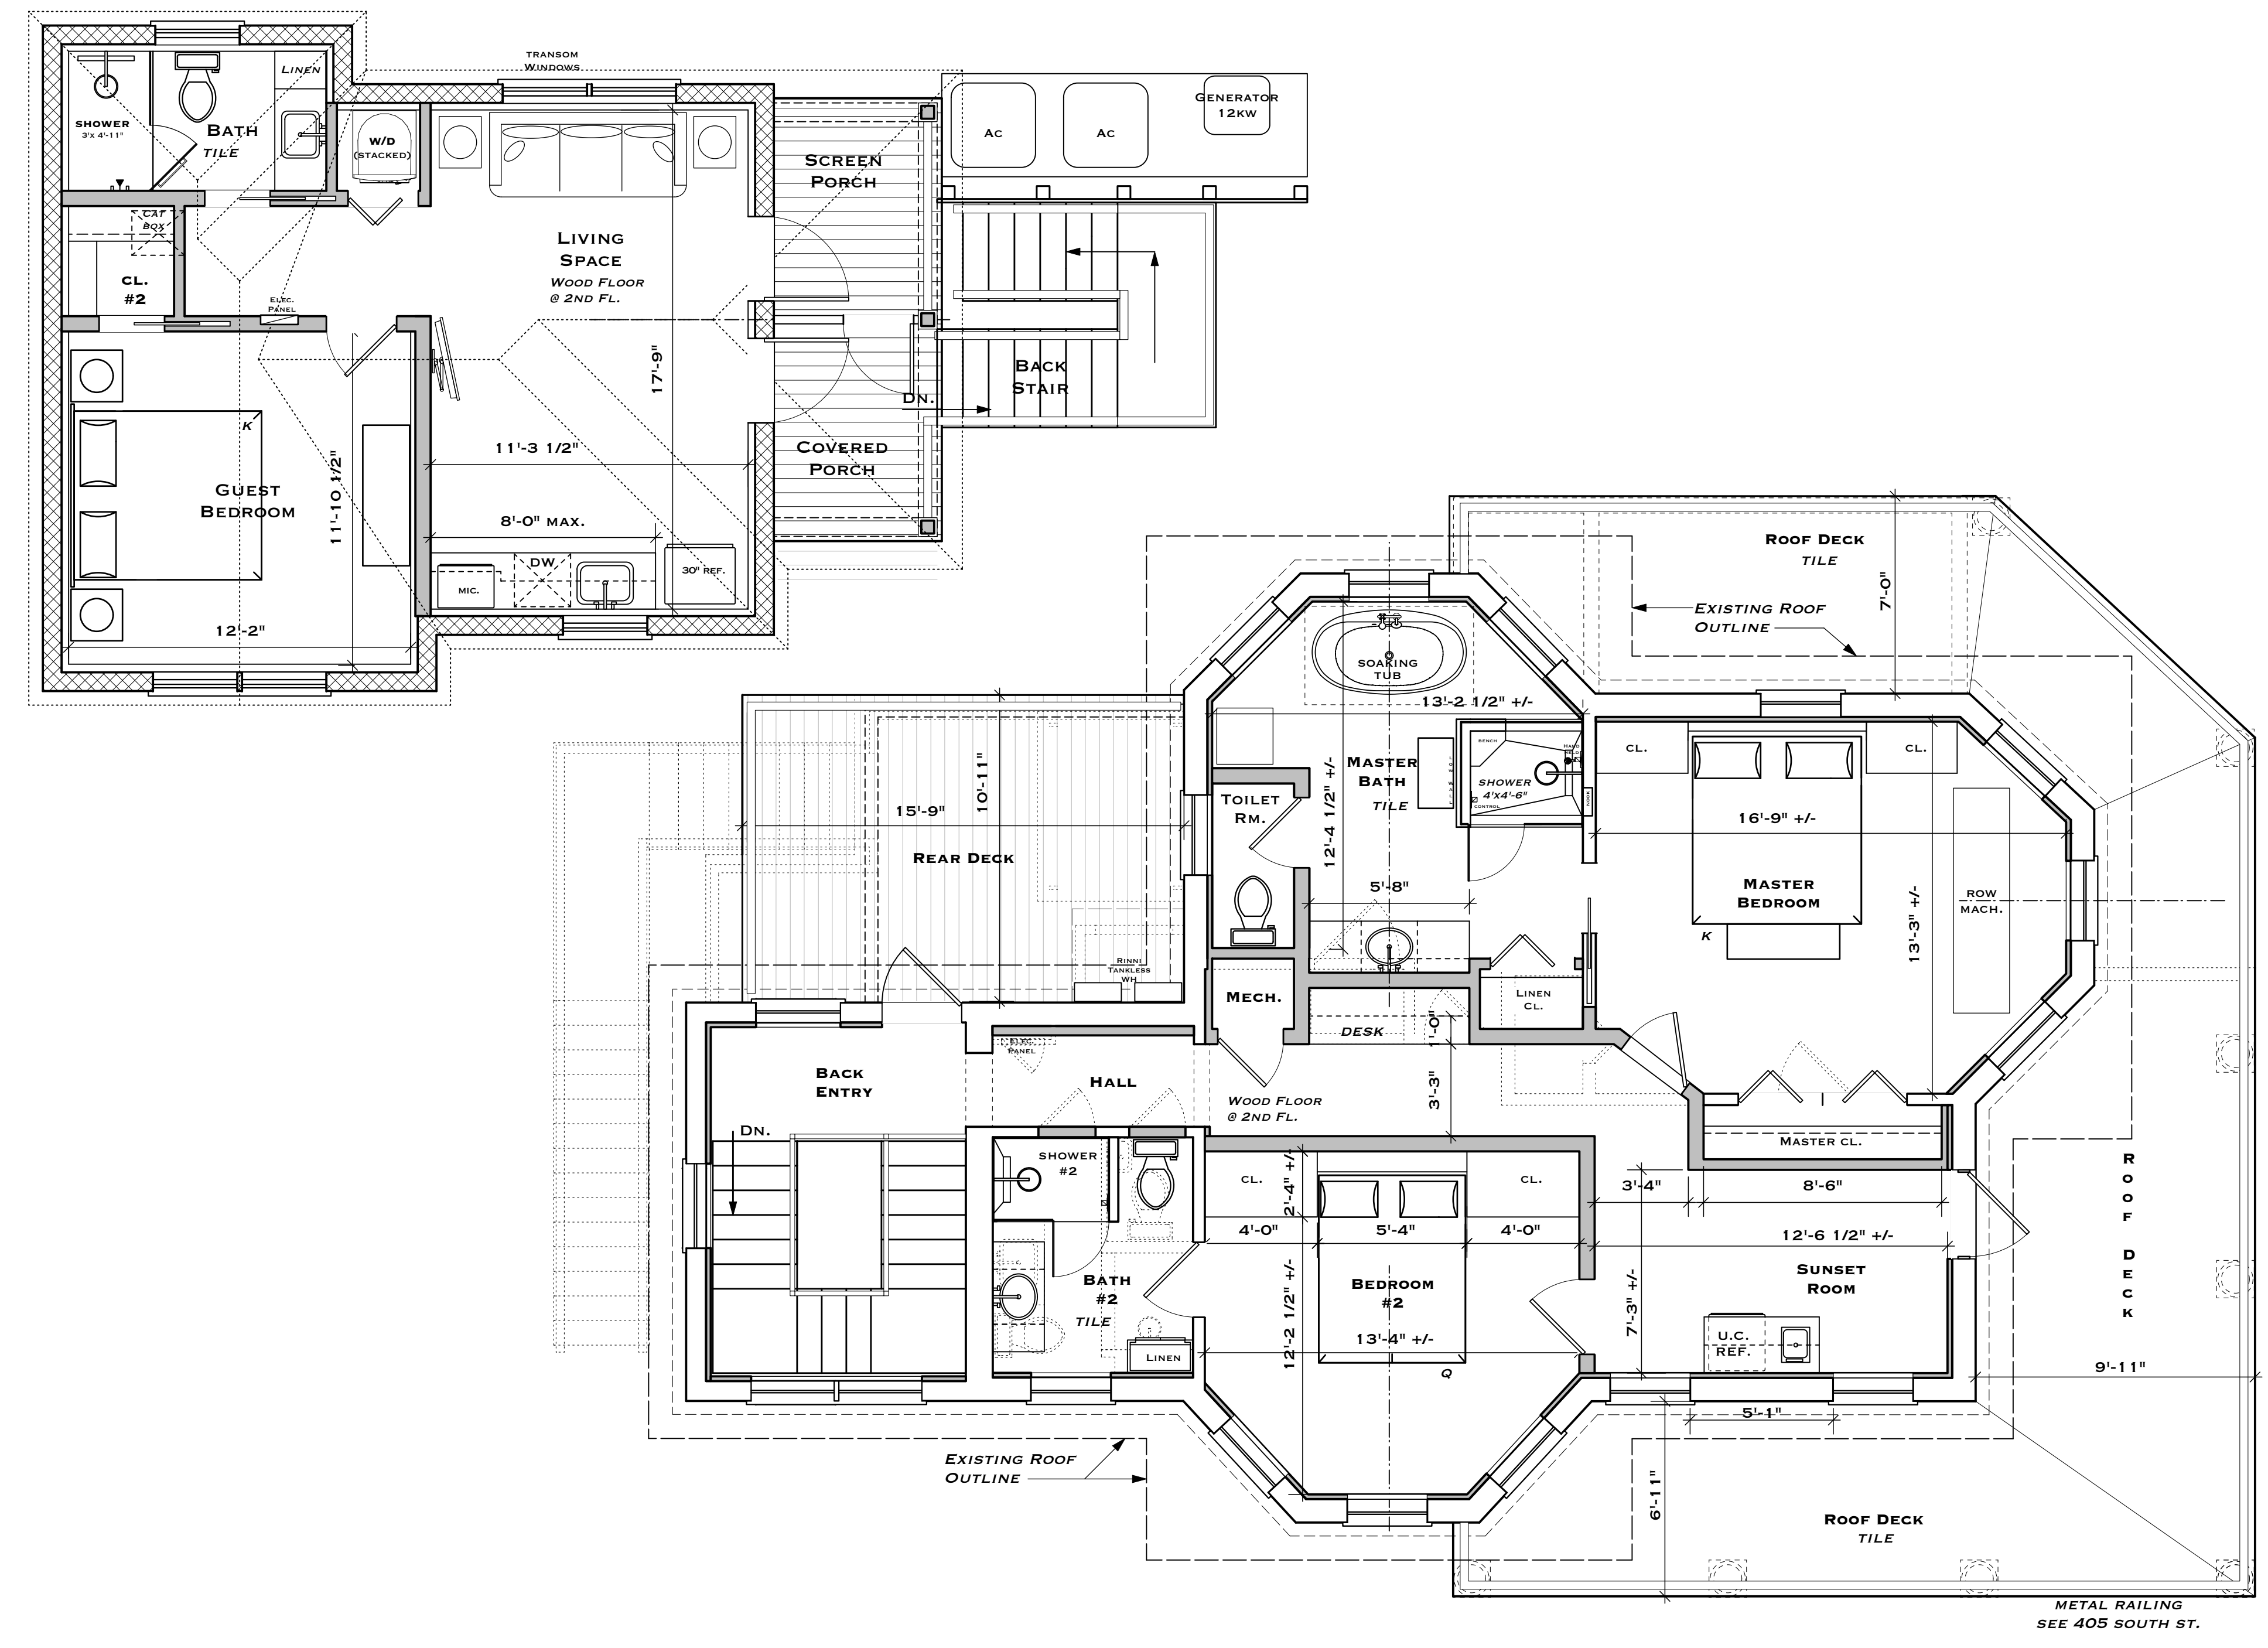 TRANSOM
WINDOWS
LINEN
SHOWER
3'X 4'-11"
BATH
TILE
W/D
(STACKED)
CAT
BOX
CL.
#2
ELEC.
PANEL
LIVING
SPACE
WOOD FLOOR
@ 2ND FL.
SCREEN
PORCH
AC
AC
GENERATOR
12KW
17'-9"
BACK
STAIR
DN.
COVERED
PORCH
K
GUEST
BEDROOM
11'-10 1/2"
12'-2"
11'-3 1/2"
8'-0" MAX.
MIC.
DW
30" REF.
ROOF DECK
TILE
7'-0"
EXISTING ROOF
OUTLINE
SOAKING
TUB
13'-2 1/2" +/-
10'-11"
15'-9"
REAR DECK
RINNI
TANKLESS
WH
TOILET
RM.
12'-4 1/2" +/-
MASTER
BATH
TILE
BENCH
HAND
HELD
SHOWER
4'X4'-6"
CONTROL
NOOK
5'-8"
CL.
CL.
16'-9" +/-
MASTER
BEDROOM
K
13'-3" +/-
ROW
MACH.
MECH.
DESK
1'-0"
LINEN
CL.
BACK
ENTRY
ELEC.
PANEL
HALL
WOOD FLOOR
@ 2ND FL.
3'-3"
MASTER CL.
DN.
SHOWER
#2
CL.
2'-4" +/-
CL.
4'-0"
5'-4"
4'-0"
3'-4"
8'-6"
12'-6 1/2" +/-
SUNSET
ROOM
BATH
#2
TILE
LINEN
12'-2 1/2" +/-
BEDROOM
#2
13'-4" +/-
Q
7'-3" +/-
U.C.
REF.
ROOF DECK
9'-11"
5'-1"
EXISTING ROOF
OUTLINE
6'-11"
ROOF DECK
TILE
METAL RAILING
SEE 405 SOUTH ST.